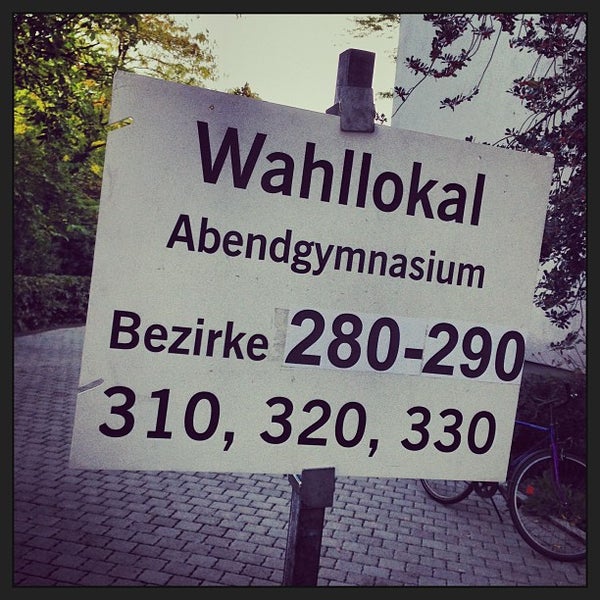 Wahllokal
Abendgymnasium
Bezirke 280-290
310, 320, 330